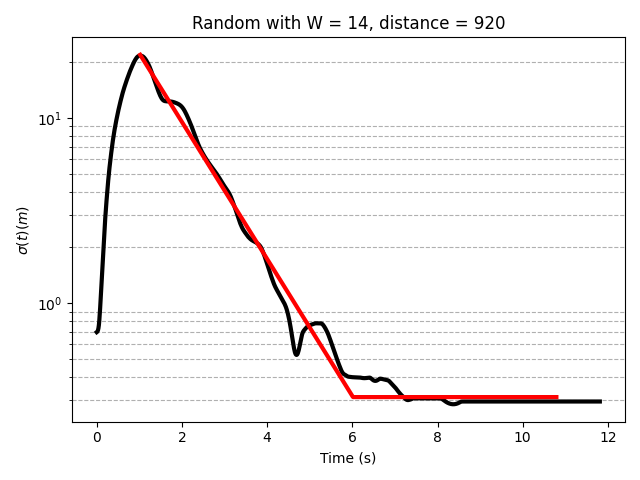 Random with W = 14, distance = 920
σ(t)(m)
10¹
10⁰
0 2 4 6 8 10 12
Time (s)